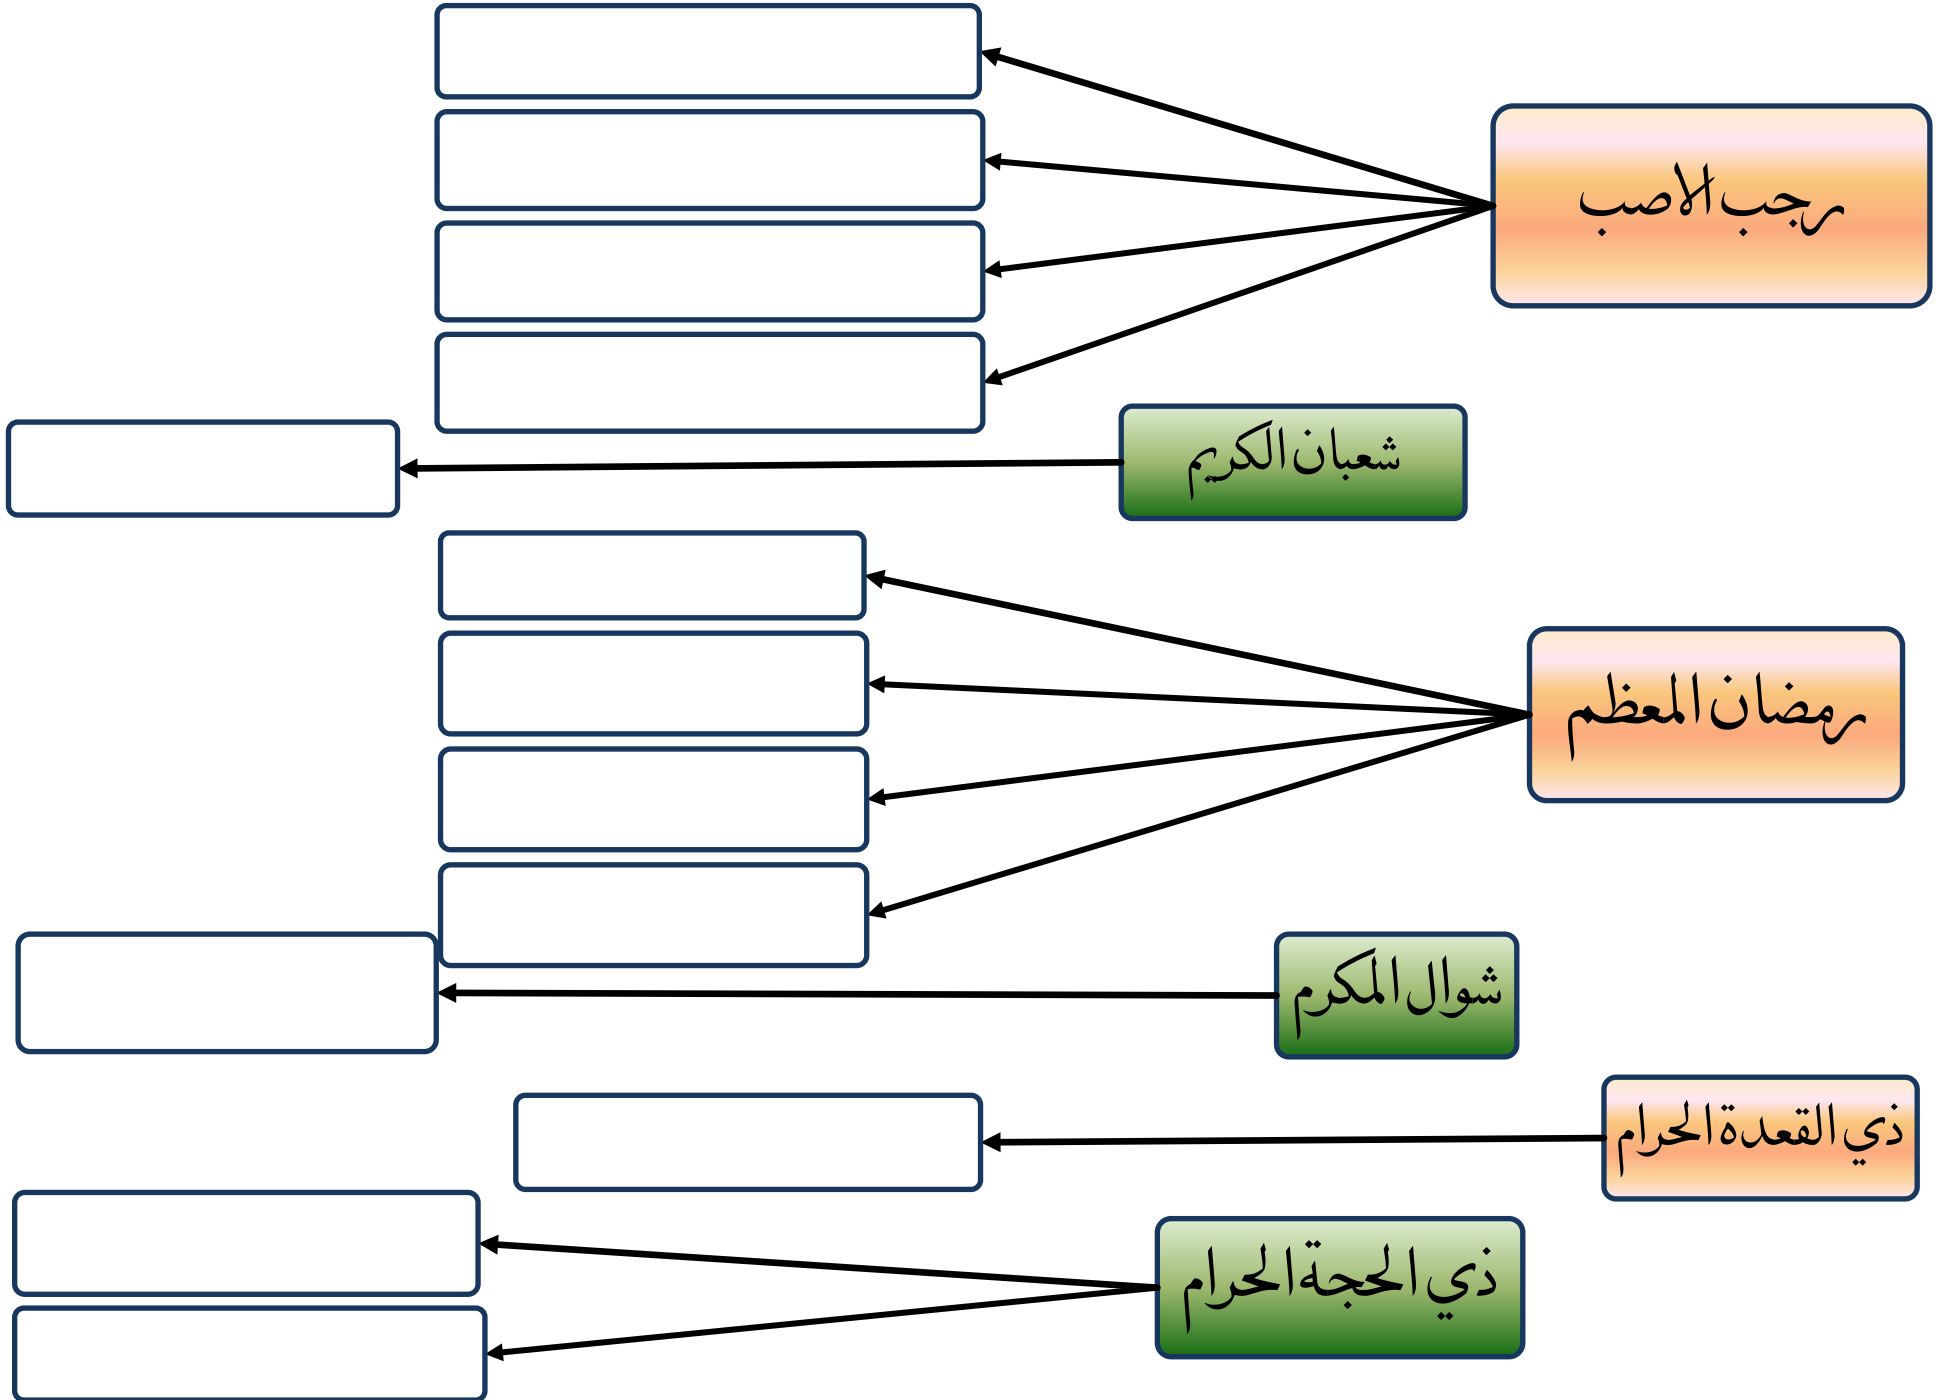 رجب الاصب
شعبان الكريم
رمضان المعظم
شوال المكرم
ذي القعدة الحرام
ذي الحجة الحرام